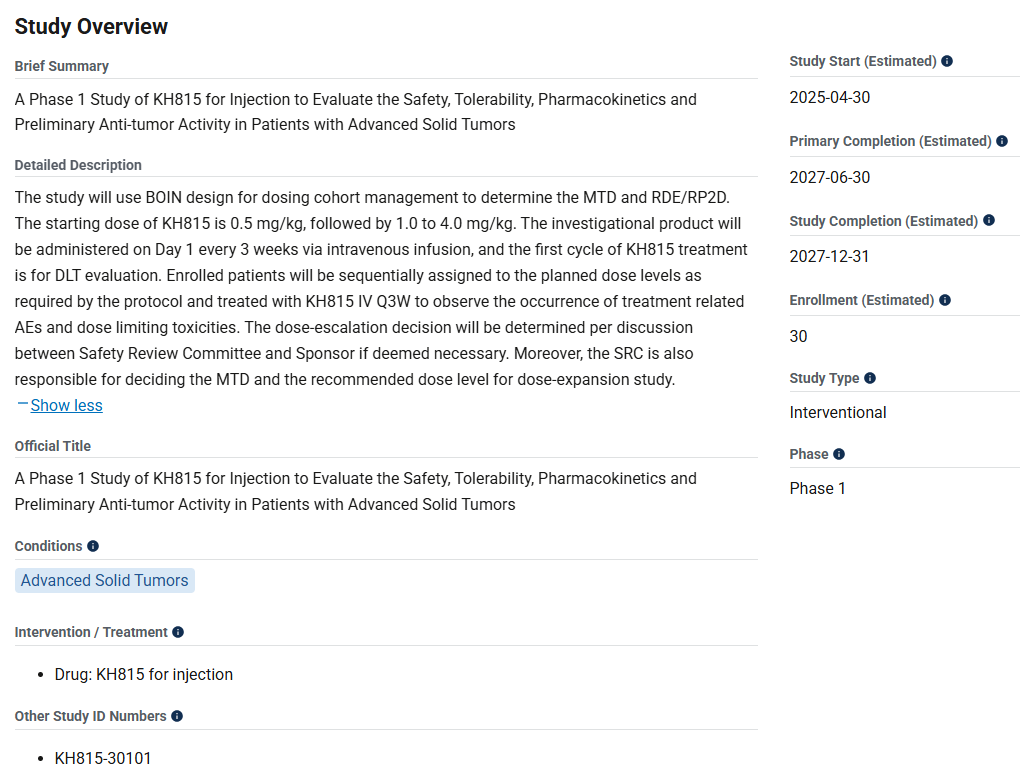 Study Overview
Brief Summary
A Phase 1 Study of KH815 for Injection to Evaluate the Safety, Tolerability, Pharmacokinetics and
Preliminary Anti-tumor Activity in Patients with Advanced Solid Tumors
Detailed Description
The study will use BOIN design for dosing cohort management to determine the MTD and RDE/RP2D.
The starting dose of KH815 is 0.5 mg/kg, followed by 1.0 to 4.0 mg/kg. The investigational product will
be administered on Day 1 every 3 weeks via intravenous infusion, and the first cycle of KH815 treatment
is for DLT evaluation. Enrolled patients will be sequentially assigned to the planned dose levels as
required by the protocol and treated with KH815 IV Q3W to observe the occurrence of treatment related
AEs and dose limiting toxicities. The dose-escalation decision will be determined per discussion
between Safety Review Committee and Sponsor if deemed necessary. Moreover, the SRC is also
responsible for deciding the MTD and the recommended dose level for dose-expansion study.
Show less
Official Title
A Phase 1 Study of KH815 for Injection to Evaluate the Safety, Tolerability, Pharmacokinetics and
Preliminary Anti-tumor Activity in Patients with Advanced Solid Tumors
Conditions
Advanced Solid Tumors
Intervention / Treatment
• Drug: KH815 for injection
Other Study ID Numbers
• KH815-30101
Study Start (Estimated)
2025-04-30
Primary Completion (Estimated)
2027-06-30
Study Completion (Estimated)
2027-12-31
Enrollment (Estimated)
30
Study Type
Interventional
Phase
Phase 1